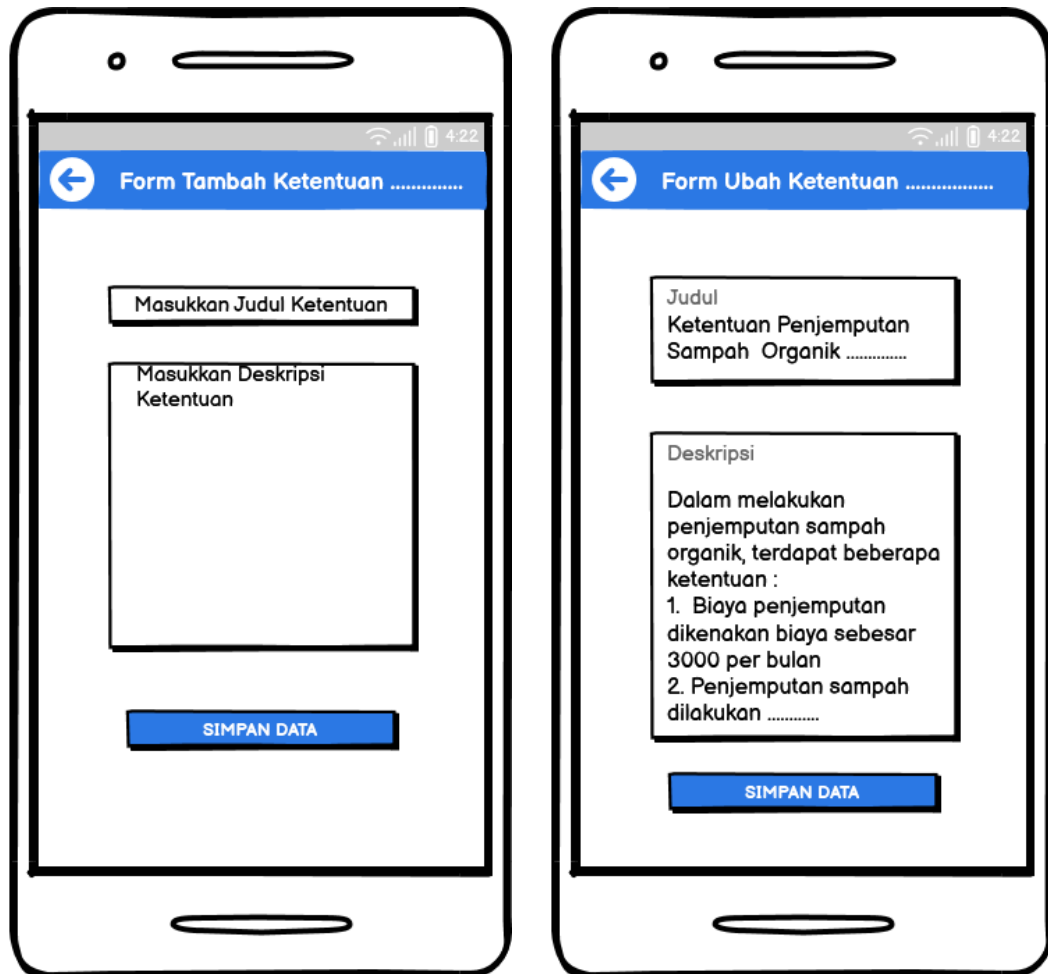 4:22
Form Tambah Ketentuan ..............
Masukkan Judul Ketentuan
Masukkan Deskripsi
Ketentuan
SIMPAN DATA
4:22
Form Ubah Ketentuan .................
Judul
Ketentuan Penjemputan
Sampah  Organik ..............
Deskripsi
Dalam melakukan
penjemputan sampah
organik, terdapat beberapa
ketentuan :
1.  Biaya penjemputan
dikenakan biaya sebesar
3000 per bulan
2. Penjemputan sampah
dilakukan ............
SIMPAN DATA